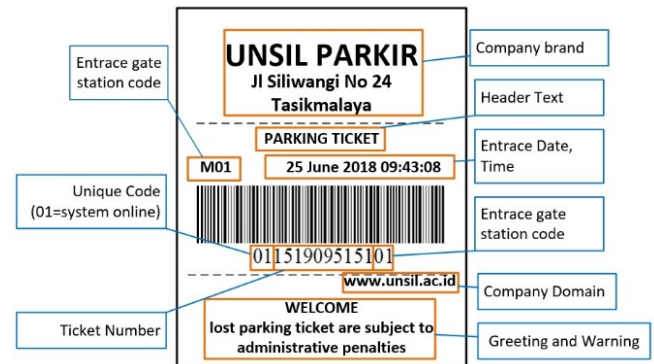 UNSIL PARKIR
Jl Siliwangi No 24
Tasikmalaya
Company brand
Entrace gate
station code
Header Text
PARKING TICKET
M01
25 June 2018 09:43:08
Entrace Date,
Time
Unique Code
(01=system online)
Entrace gate
station code
01151909515101
www.unsil.ac.id
Company Domain
Ticket Number
WELCOME
lost parking ticket are subject to
administrative penalties
Greeting and Warning